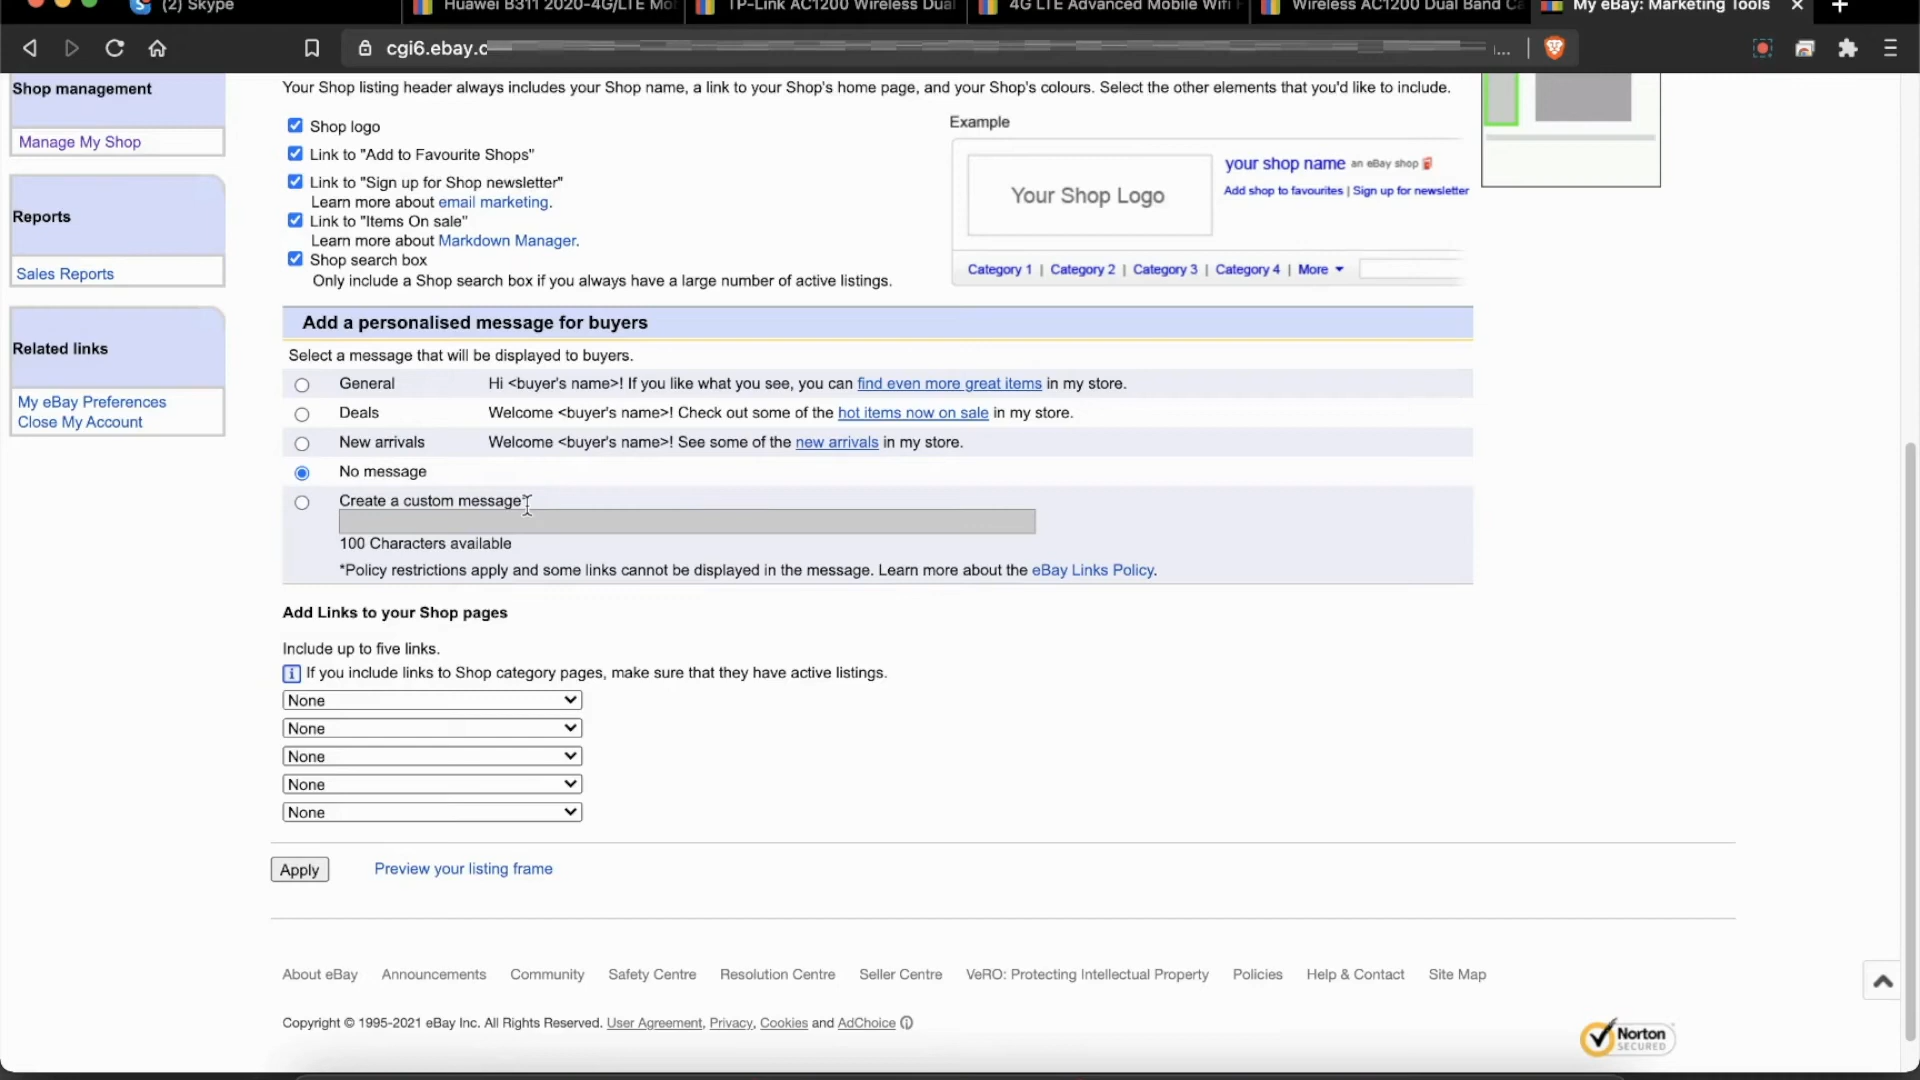 (2) Skype
Huawei B311 2020-4G/LTE Mo
TP-Link AC1200 Wireless Dual
4G LTE Advanced Mobile Wifi
Wireless AC1200 Dual Band Ca
My eBay: Marketing Tools
cgi6.ebay.c
...
Shop management
Manage My Shop
Reports
Sales Reports
Related links
My eBay Preferences
Close My Account
Your Shop listing header always includes your Shop name, a link to your Shop's home page, and your Shop's colours. Select the other elements that you'd like to include.
Shop logo
Link to "Add to Favourite Shops"
Link to "Sign up for Shop newsletter"
Learn more about email marketing.
Link to "Items On sale"
Learn more about Markdown Manager.
Shop search box
Only include a Shop search box if you always have a large number of active listings.
Example
Your Shop Logo
your shop name an eBay shop
Add shop to favourites | Sign up for newsletter
Category 1 | Category 2 | Category 3 | Category 4 | More
Add a personalised message for buyers
Select a message that will be displayed to buyers.
General Hi <buyer's name>! If you like what you see, you can find even more great items in my store.
Deals Welcome <buyer's name>! Check out some of the hot items now on sale in my store.
New arrivals Welcome <buyer's name>! See some of the new arrivals in my store.
No message
Create a custom message*
100 Characters available
*Policy restrictions apply and some links cannot be displayed in the message. Learn more about the eBay Links Policy.
Add Links to your Shop pages
Include up to five links.
i If you include links to Shop category pages, make sure that they have active listings.
None
None
None
None
None
Apply Preview your listing frame
About eBay Announcements Community Safety Centre Resolution Centre Seller Centre VeRO: Protecting Intellectual Property Policies Help & Contact Site Map
Copyright © 1995-2021 eBay Inc. All Rights Reserved. User Agreement, Privacy, Cookies and AdChoice
Norton
SECURED